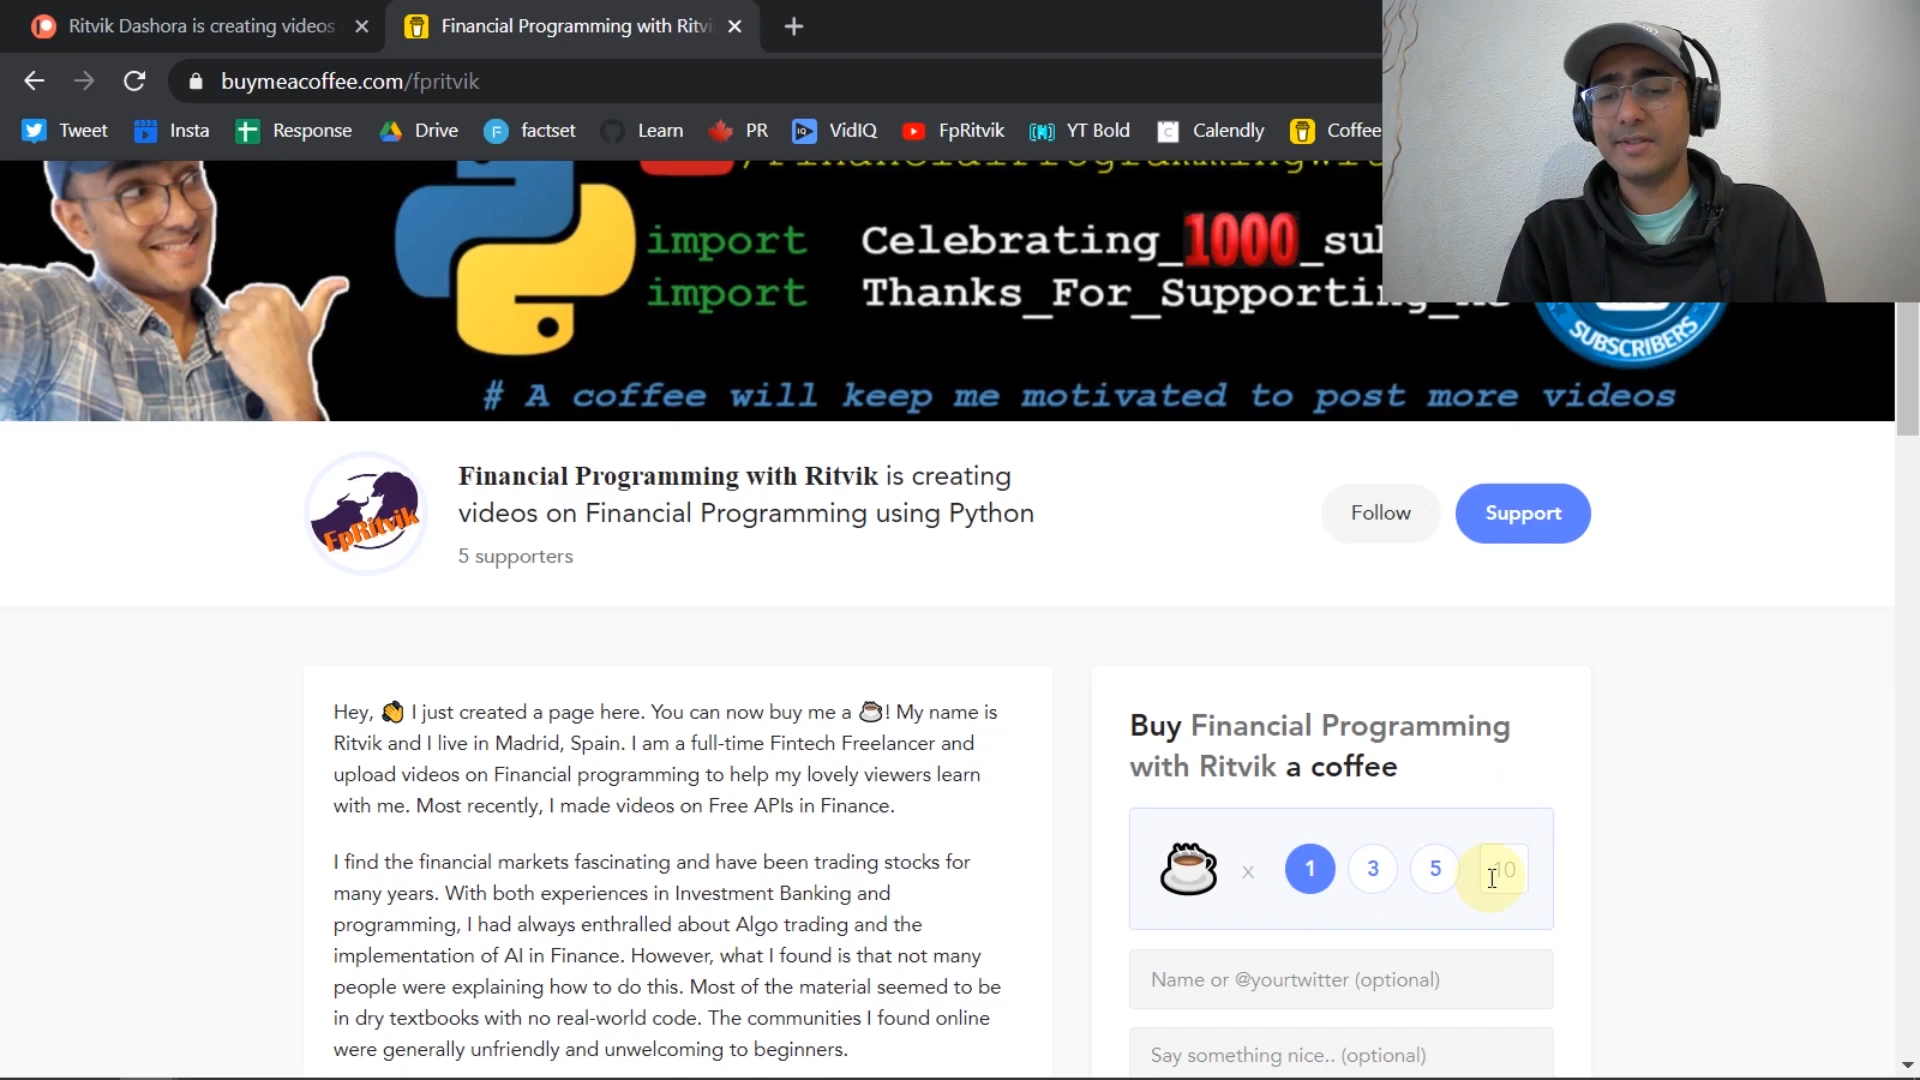 Ritvik Dashora is creating videos
Financial Programming with Ritvi
buymeacoffee.com/fpritvik
Tweet Insta Response Drive factset Learn PR VidIQ FpRitvik YT Bold Calendly Coffee
import Celebrating_1000_sub
import Thanks_For_Supporting_
SUBSCRIBERS
# A coffee will keep me motivated to post more videos
FpRitvik
Financial Programming with Ritvik is creating
videos on Financial Programming using Python
5 supporters
Follow
Support
Hey, 👋 I just created a page here. You can now buy me a ☕! My name is
Ritvik and I live in Madrid, Spain. I am a full-time Fintech Freelancer and
upload videos on Financial programming to help my lovely viewers learn
with me. Most recently, I made videos on Free APIs in Finance.
I find the financial markets fascinating and have been trading stocks for
many years. With both experiences in Investment Banking and
programming, I had always enthralled about Algo trading and the
implementation of AI in Finance. However, what I found is that not many
people were explaining how to do this. Most of the material seemed to be
in dry textbooks with no real-world code. The communities I found online
were generally unfriendly and unwelcoming to beginners.
Buy Financial Programming
with Ritvik a coffee
x 1 3 5 10
Name or @yourtwitter (optional)
Say something nice.. (optional)